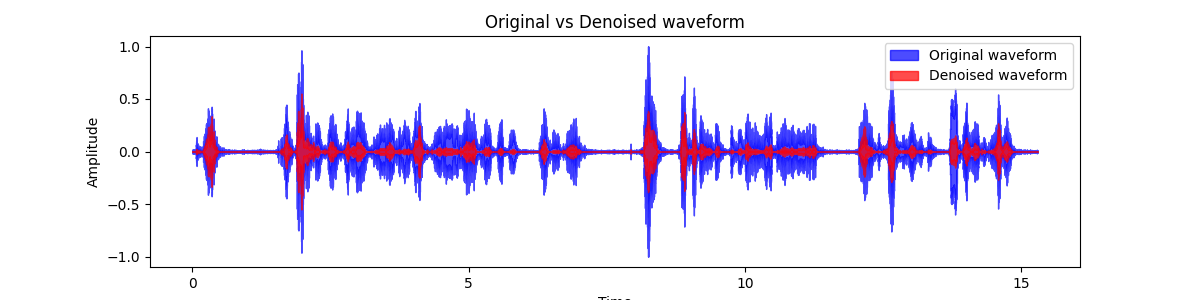 Original vs Denoised waveform
Original waveform
Denoised waveform
Amplitude
1.0
0.5
0.0
−0.5
−1.0
0
5
10
15
Time